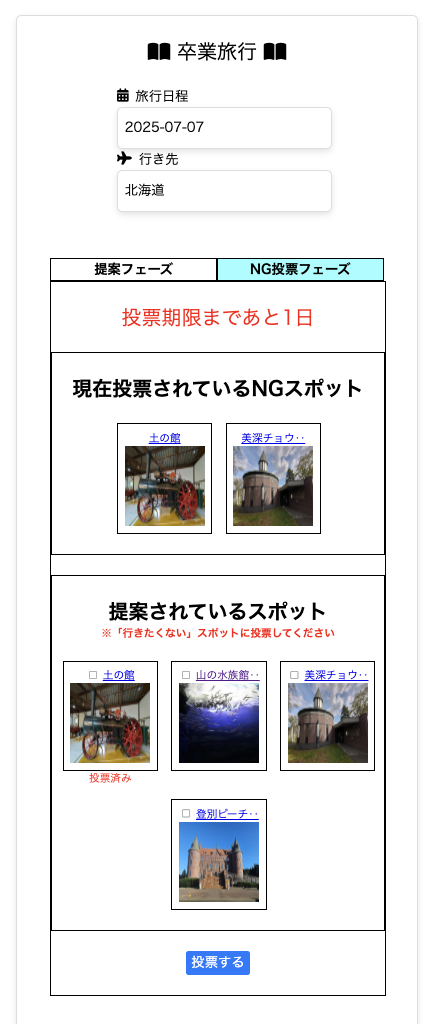 卒業旅行
旅行日程
2025-07-07
行き先
北海道
提案フェーズ
NG投票フェーズ
投票期限まであと1日
現在投票されているNGスポット
土の館
美深チョウ‥
提案されているスポット
※「行きたくない」スポットに投票してください
土の館
山の水族館‥
美深チョウ‥
投票済み
登別ビーチ‥
投票する